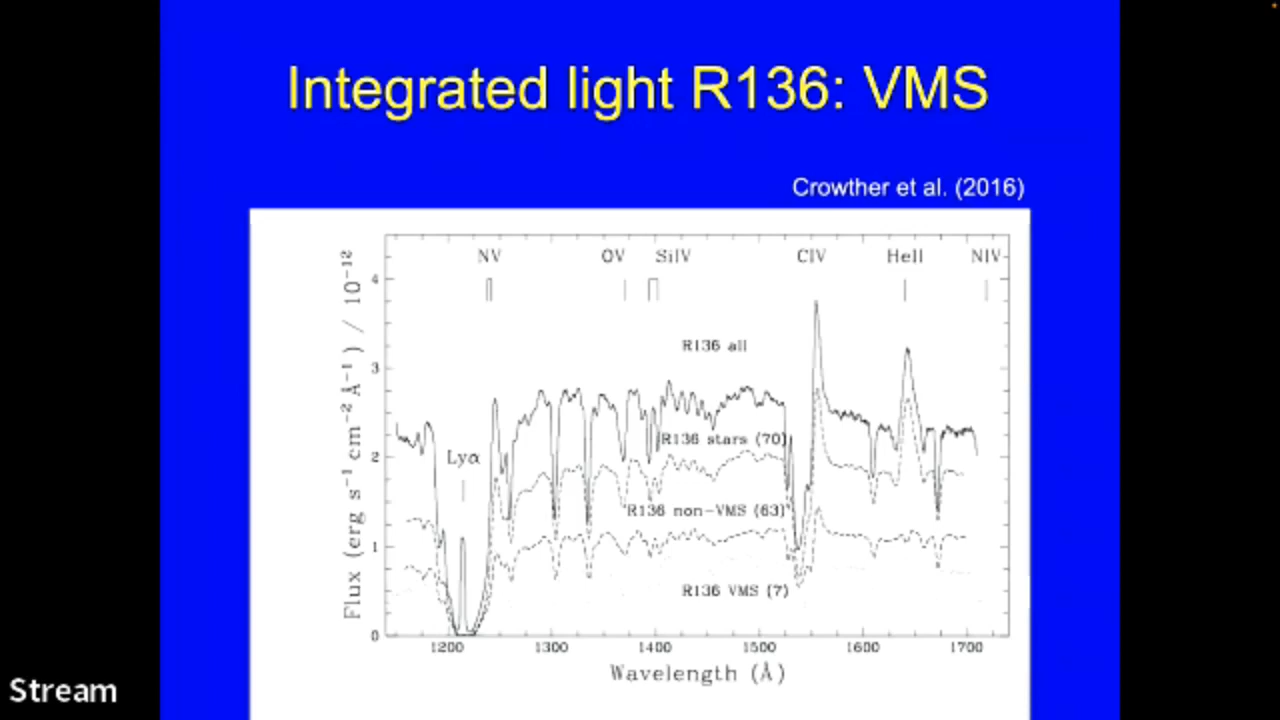 Integrated light R136: VMS
Crowther et al. (2016)
NV OV SiIV CIV HeII NIV
R136 all
R136 stars (70)
Lyα
R136 non-VMS (63)
R136 VMS (7)
Flux (erg s⁻¹ cm⁻² Å⁻¹) / 10⁻¹²
4
3
2
1
0
1200 1300 1400 1500 1600 1700
Wavelength (Å)
Stream